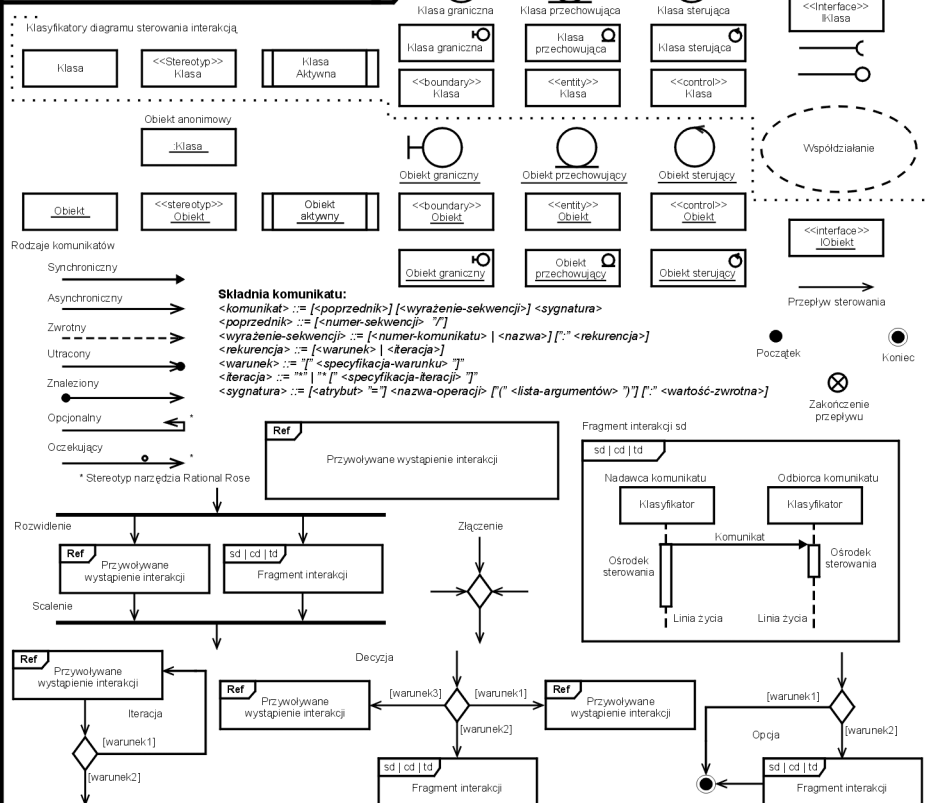 Klasa graniczna
Klasa przechowująca
Klasa sterująca
<<Interface>>
IKlasa
Klasyfikatory diagramu sterowania interakcją
Klasa
<<Stereotyp>>
Klasa
Klasa
Aktywna
Klasa graniczna
Klasa
przechowująca
Klasa sterująca
<<boundary>>
Klasa
<<entity>>
Klasa
<<control>>
Klasa
Obiekt anonimowy
:Klasa
Obiekt graniczny
Obiekt przechowujący
Obiekt sterujący
Współdziałanie
Obiekt
<<stereotyp>>
Obiekt
Obiekt
aktywny
<<boundary>>
Obiekt
<<entity>>
Obiekt
<<control>>
Obiekt
<<interface>>
IObiekt
Obiekt graniczny
Obiekt
przechowujący
Obiekt sterujący
Przepływ sterowania
Początek
Koniec
Zakończenie
przepływu
Rodzaje komunikatów
Synchroniczny
Asynchroniczny
Zwrotny
Utracony
Znaleziony
Opcjonalny
*
Oczekujący
*
* Stereotyp narzędzia Rational Rose
Składnia komunikatu:
<komunikat> ::= [<poprzednik>] [<wyrażenie-sekwencji>] <sygnatura>
<poprzednik> ::= [<numer-sekwencji> "/"]
<wyrażenie-sekwencji> ::= [<numer-komunikatu> | <nazwa>] [":" <rekurencja>]
<rekurencja> ::= [<warunek> | <iteracja>]
<warunek> ::= "[" <specyfikacja-warunku> "]"
<iteracja> ::= "*" | "* [" <specyfikacja-iteracji> "]"
<sygnatura> ::= [<atrybut> "="] <nazwa-operacji> ["(" <lista-argumentów> ")"] [":" <wartość-zwrotna>]
Ref
Przywoływane wystąpienie interakcji
Fragment interakcji sd
sd | cd | td
Nadawca komunikatu
Odbiorca komunikatu
Klasyfikator
Klasyfikator
Komunikat
Ośrodek
sterowania
Ośrodek
sterowania
Linia życia
Linia życia
Rozwidlenie
Ref
Przywoływane
wystąpienie interakcji
sd | cd | td
Fragment interakcji
Scalenie
Złączenie
Ref
Przywoływane
wystąpienie interakcji
Iteracja
[warunek1]
[warunek2]
Decyzja
Ref
Przywoływane
wystąpienie interakcji
[warunek3]
[warunek1]
[warunek2]
Ref
Przywoływane
wystąpienie interakcji
sd | cd | td
Fragment interakcji
[warunek1]
Opcja
[warunek2]
sd | cd | td
Fragment interakcji